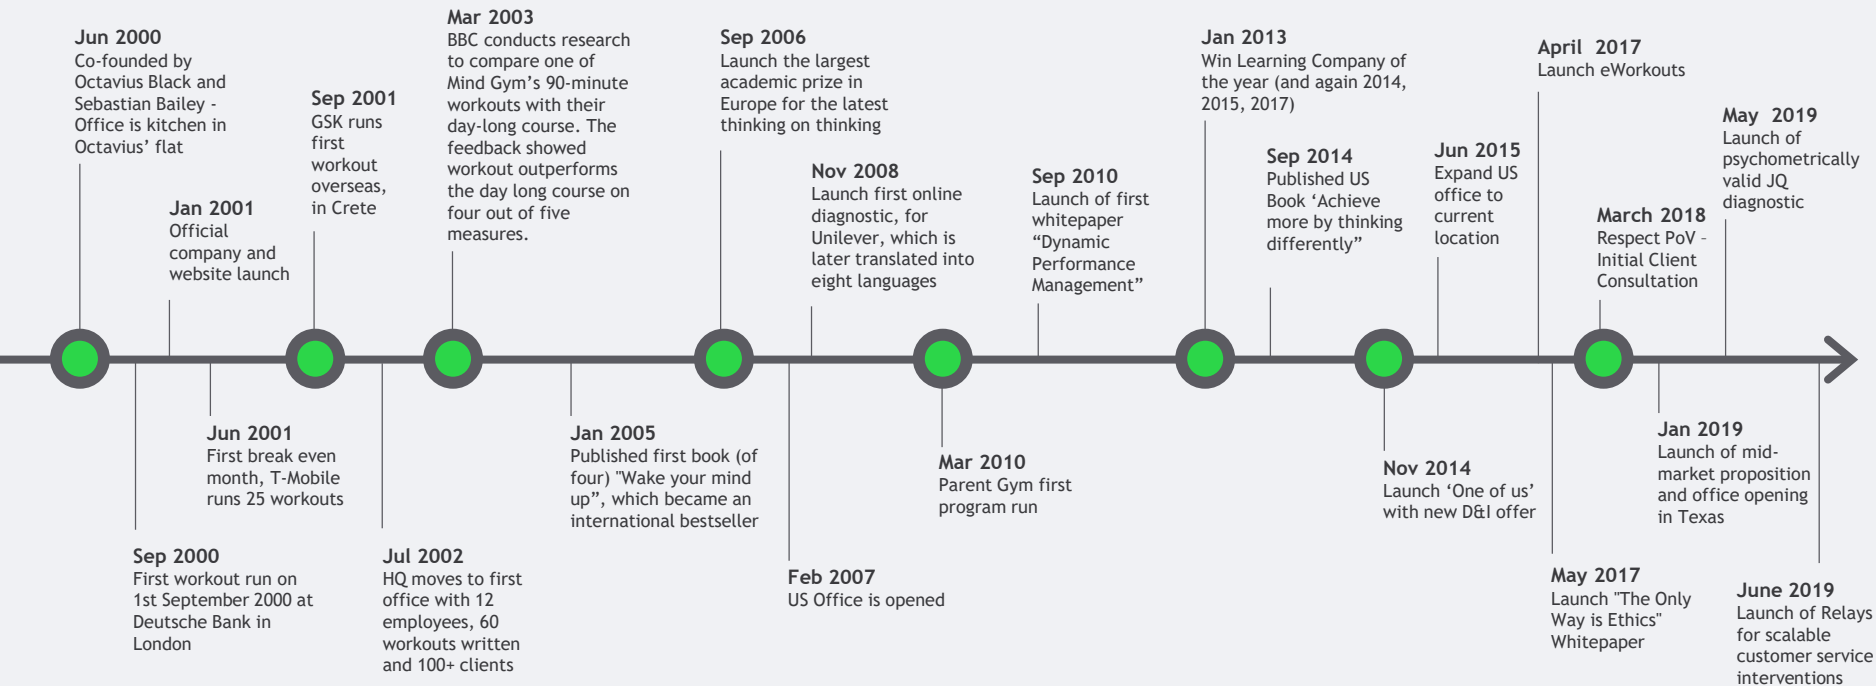 Jun 2000
Co-founded by
Octavius Black and
Sebastian Bailey -
Office is kitchen in
Octavius’ flat
Sep 2000
First workout run on
1st September 2000 at
Deutsche Bank in
London
Jan 2001
Official
company and
website launch
Jun 2001
First break even
month, T-Mobile
runs 25 workouts
Sep 2001
GSK runs
first
workout
overseas,
in Crete
Jul 2002
HQ moves to first
office with 12
employees, 60
workouts written
and 100+ clients
Mar 2003
BBC conducts research
to compare one of
Mind Gym’s 90-minute
workouts with their
day-long course. The
feedback showed
workout outperforms
the day long course on
four out of five
measures.
Jan 2005
Published first book (of
four) "Wake your mind
up”, which became an
international bestseller
Sep 2006
Launch the largest
academic prize in
Europe for the latest
thinking on thinking
Feb 2007
US Office is opened
Nov 2008
Launch first online
diagnostic, for
Unilever, which is
later translated into
eight languages
Mar 2010
Parent Gym first
program run
Sep 2010
Launch of first
whitepaper
“Dynamic
Performance
Management”
Jan 2013
Win Learning Company of
the year (and again 2014,
2015, 2017)
Sep 2014
Published US
Book ‘Achieve
more by thinking
differently”
Nov 2014
Launch ‘One of us’
with new D&I offer
Jun 2015
Expand US
office to
current
location
April 2017
Launch eWorkouts
May 2017
Launch "The Only
Way is Ethics"
Whitepaper
March 2018
Respect PoV –
Initial Client
Consultation
Jan 2019
Launch of mid-
market proposition
and office opening
in Texas
May 2019
Launch of
psychometrically
valid JQ
diagnostic
June 2019
Launch of Relays
for scalable
customer service
interventions